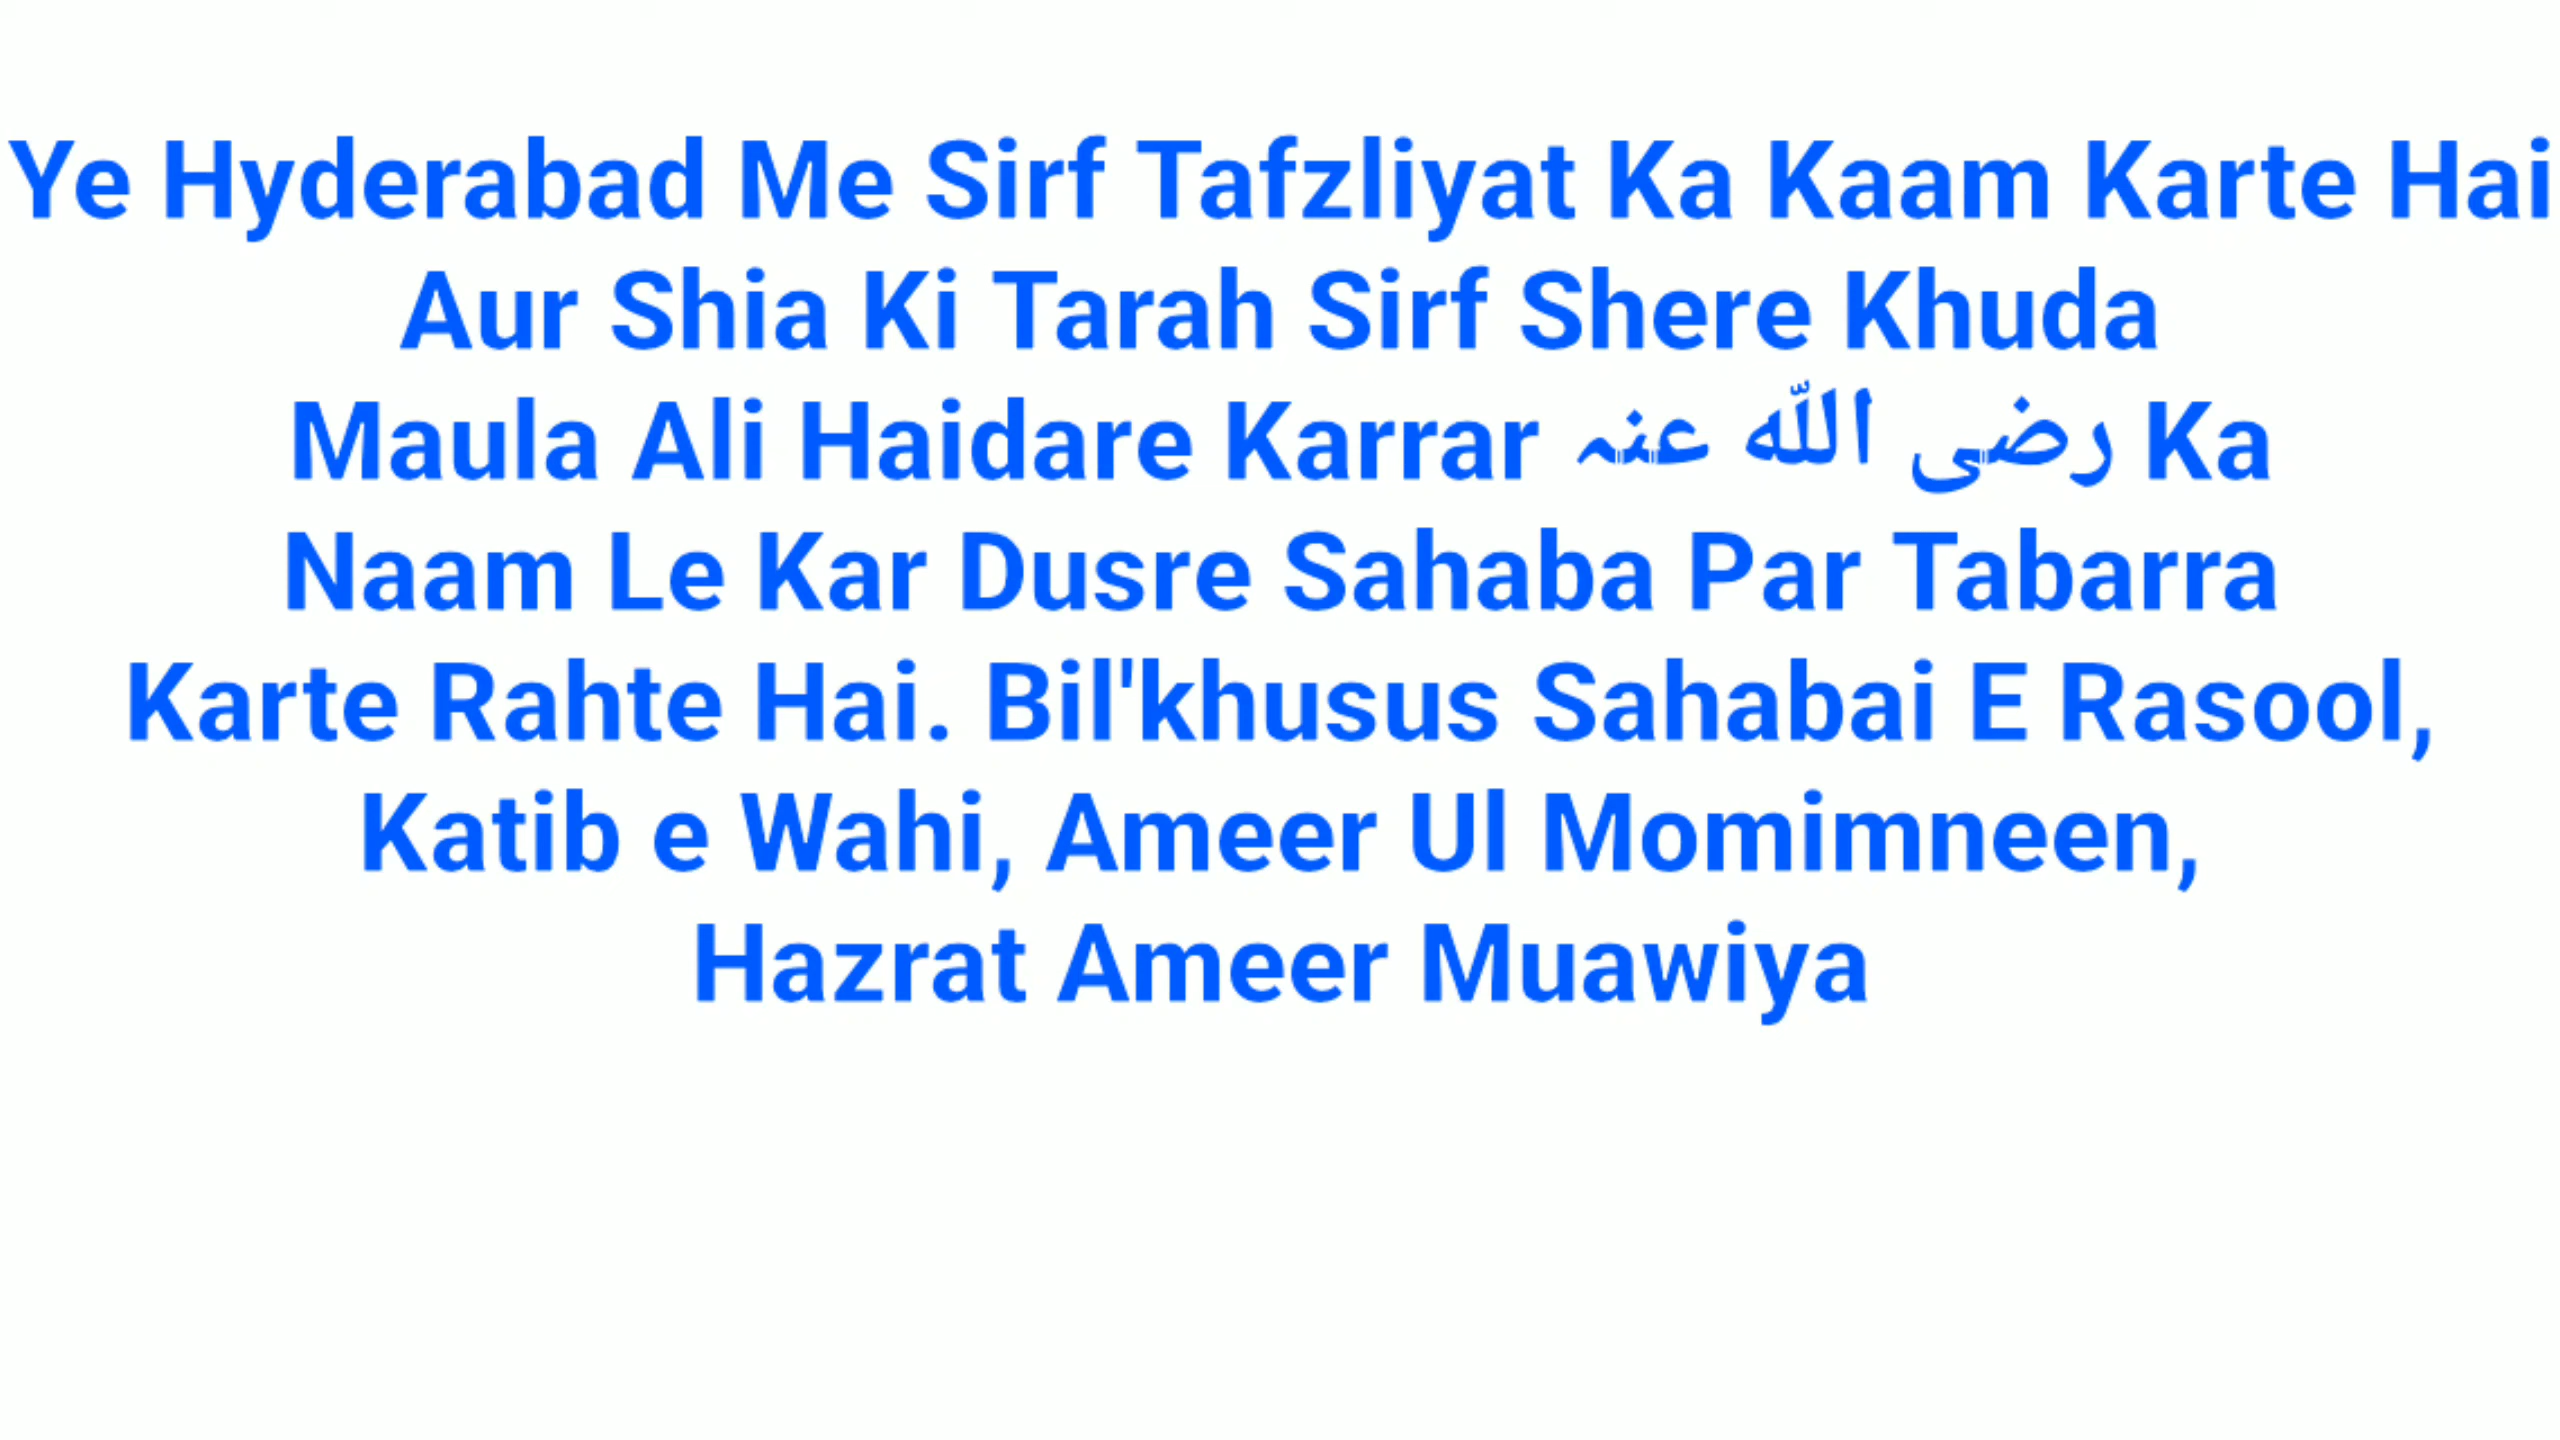 Ye Hyderabad Me Sirf Tafzliyat Ka Kaam Karte Hai
Aur Shia Ki Tarah Sirf Shere Khuda
Maula Ali Haidare Karrar رضی اللّٰہ عنہ Ka
Naam Le Kar Dusre Sahaba Par Tabarra
Karte Rahte Hai. Bil'khusus Sahabai E Rasool,
Katib e Wahi, Ameer Ul Momimneen,
Hazrat Ameer Muawiya